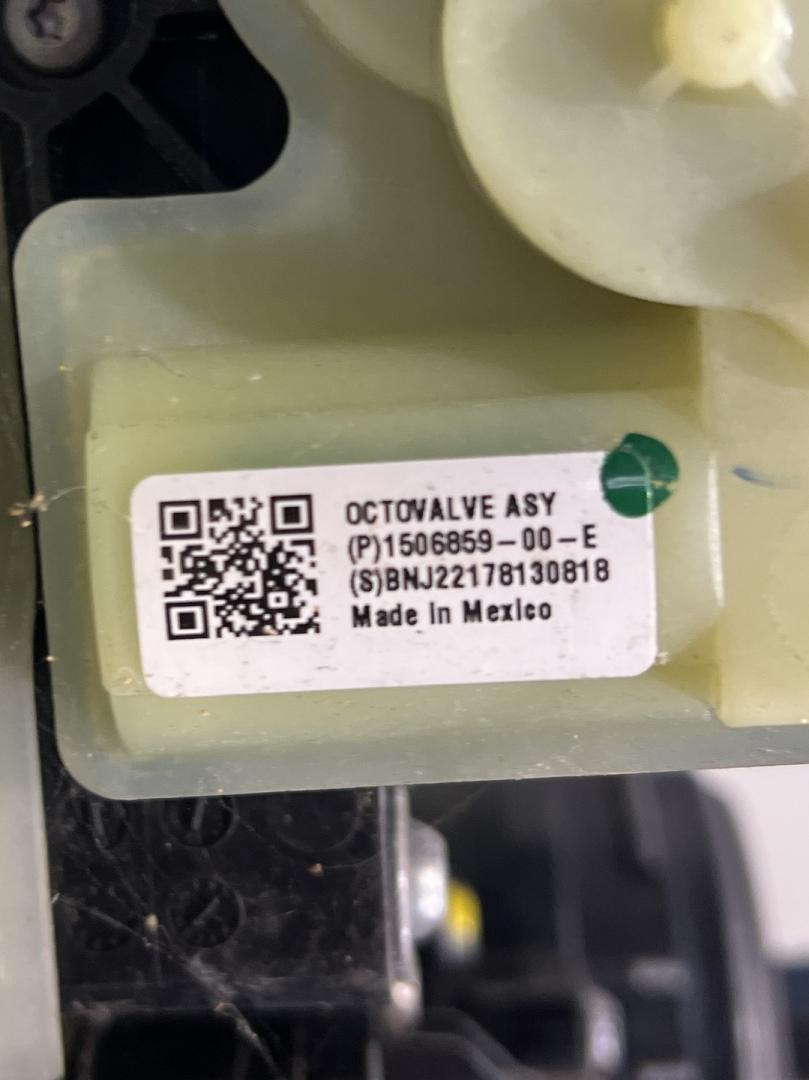 OCTOVALVE ASY
(P)1506859-00-E
(S)BNJ22178130818
Made in Mexico